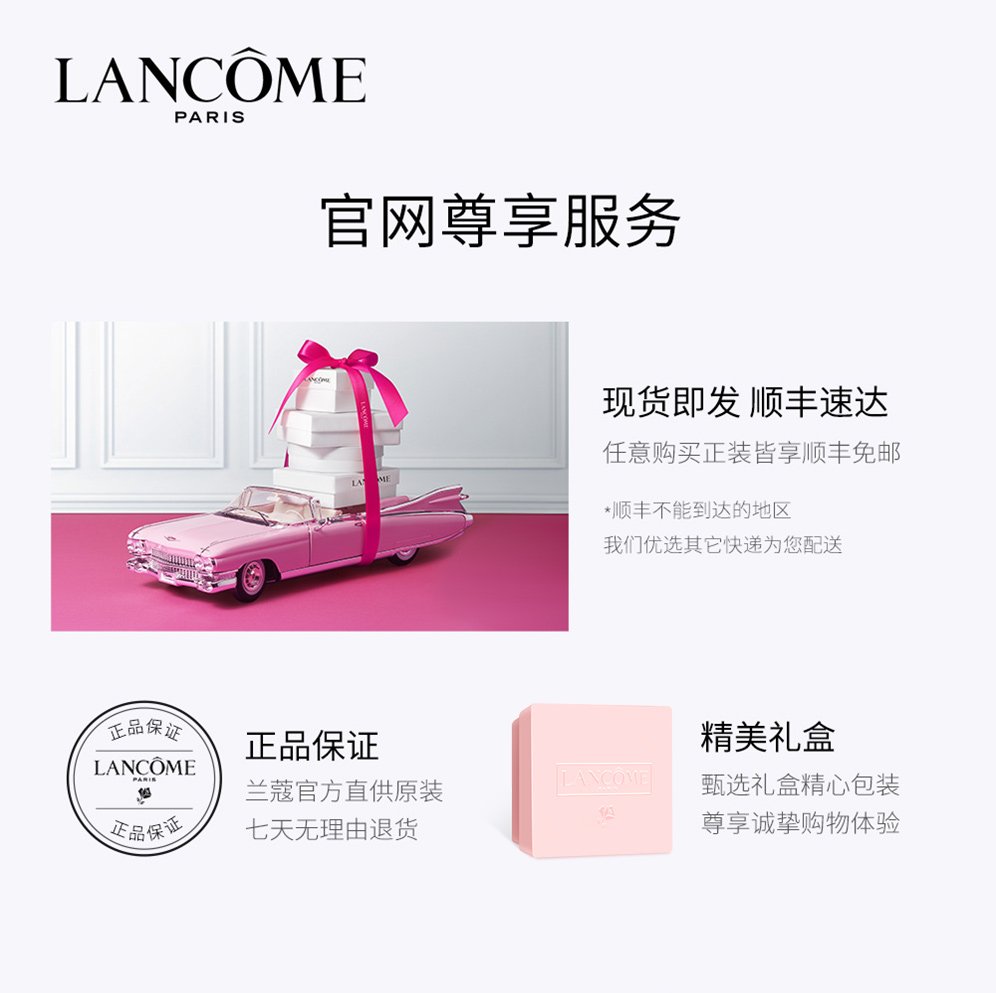 LANCÔME
PARIS
官网尊享服务
LANCÔME
LANCOME
LANCOME
现货即发 顺丰速达
任意购买正装皆享顺丰免邮
*顺丰不能到达的地区
我们优选其它快递为您配送
正品保证
LANCÔME
PARIS
正品保证
正品保证
兰蔻官方直供原装
七天无理由退货
LANCÔME
精美礼盒
甄选礼盒精心包装
尊享诚挚购物体验